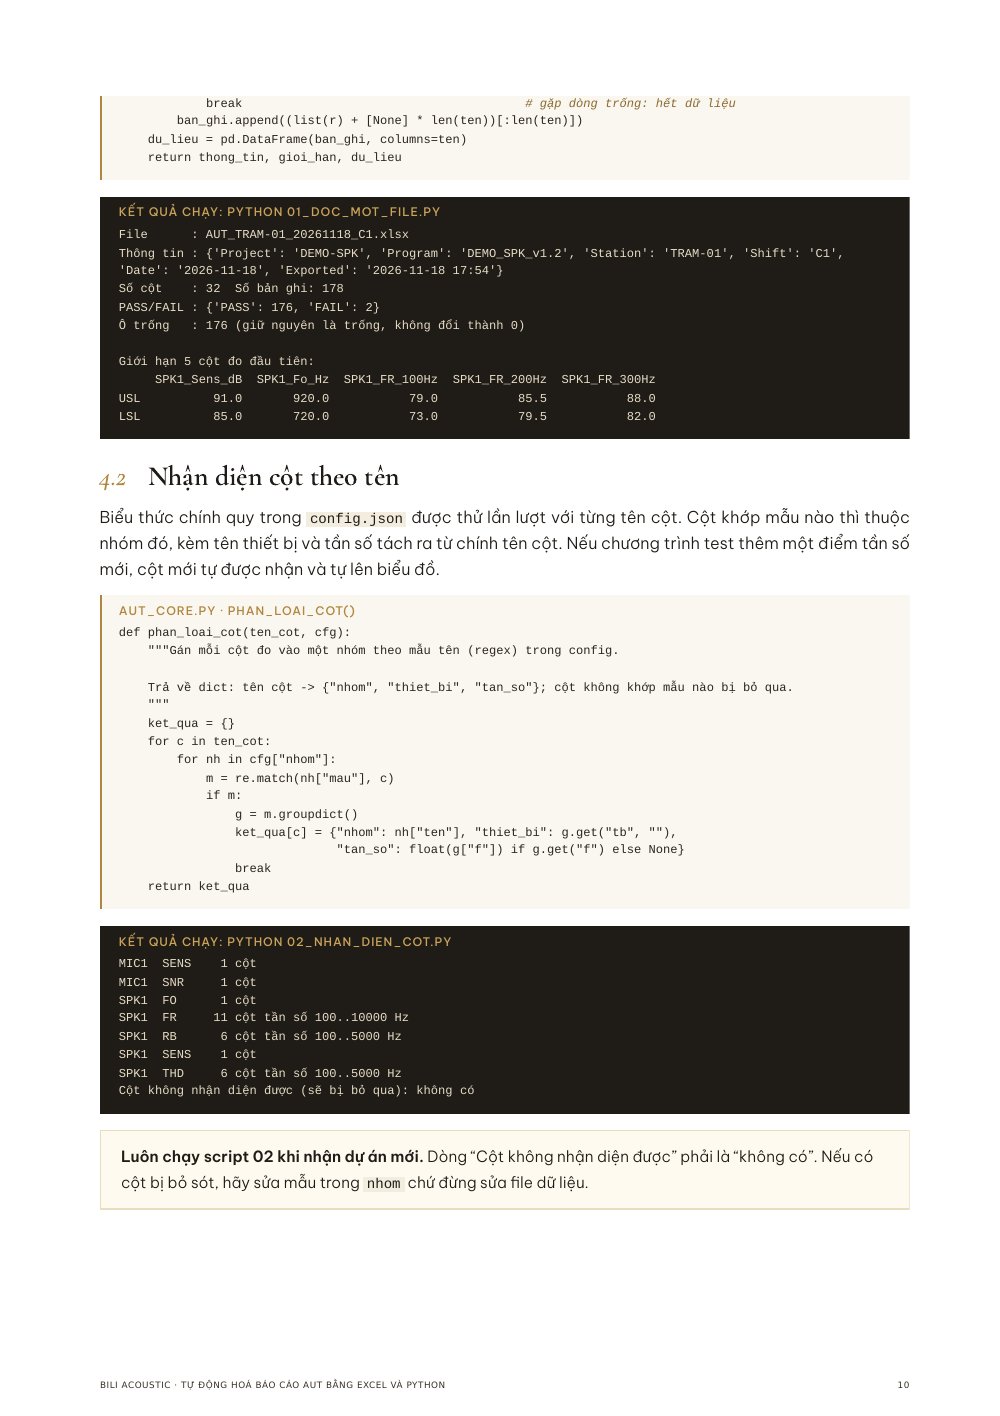 break                                       # gặp dòng trống: hết dữ liệu
        ban_ghi.append((list(r) + [None] * len(ten))[:len(ten)])
    du_lieu = pd.DataFrame(ban_ghi, columns=ten)
    return thong_tin, gioi_han, du_lieu
KẾT QUẢ CHẠY: PYTHON 01_DOC_MOT_FILE.PY
File      : AUT_TRAM-01_20261118_C1.xlsx
Thông tin : {'Project': 'DEMO-SPK', 'Program': 'DEMO_SPK_v1.2', 'Station': 'TRAM-01', 'Shift': 'C1',
'Date': '2026-11-18', 'Exported': '2026-11-18 17:54'}
Số cột    : 32  Số bản ghi: 178
PASS/FAIL : {'PASS': 176, 'FAIL': 2}
Ô trống   : 176 (giữ nguyên là trống, không đổi thành 0)
Giới hạn 5 cột đo đầu tiên:
     SPK1_Sens_dB  SPK1_Fo_Hz  SPK1_FR_100Hz  SPK1_FR_200Hz  SPK1_FR_300Hz
USL          91.0       920.0           79.0           85.5           88.0
LSL          85.0       720.0           73.0           79.5           82.0
4.2 Nhận diện cột theo tên
Biểu thức chính quy trong config.json được thử lần lượt với từng tên cột. Cột khớp mẫu nào thì thuộc
nhóm đó, kèm tên thiết bị và tần số tách ra từ chính tên cột. Nếu chương trình test thêm một điểm tần số
mới, cột mới tự được nhận và tự lên biểu đồ.
AUT_CORE.PY · PHAN_LOAI_COT()
def phan_loai_cot(ten_cot, cfg):
    """Gán mỗi cột đo vào một nhóm theo mẫu tên (regex) trong config.
    Trả về dict: tên cột -> {"nhom", "thiet_bi", "tan_so"}; cột không khớp mẫu nào bị bỏ qua.
    """
    ket_qua = {}
    for c in ten_cot:
        for nh in cfg["nhom"]:
            m = re.match(nh["mau"], c)
            if m:
                g = m.groupdict()
                ket_qua[c] = {"nhom": nh["ten"], "thiet_bi": g.get("tb", ""),
                              "tan_so": float(g["f"]) if g.get("f") else None}
                break
    return ket_qua
KẾT QUẢ CHẠY: PYTHON 02_NHAN_DIEN_COT.PY
MIC1  SENS    1 cột
MIC1  SNR     1 cột
SPK1  FO      1 cột
SPK1  FR     11 cột tần số 100..10000 Hz
SPK1  RB      6 cột tần số 100..5000 Hz
SPK1  SENS    1 cột
SPK1  THD     6 cột tần số 100..5000 Hz
Cột không nhận diện được (sẽ bị bỏ qua): không có
Luôn chạy script 02 khi nhận dự án mới. Dòng “Cột không nhận diện được” phải là “không có”. Nếu có
cột bị bỏ sót, hãy sửa mẫu trong nhom chứ đừng sửa file dữ liệu.
BILI ACOUSTIC · TỰ ĐỘNG HOÁ BÁO CÁO AUT BẰNG EXCEL VÀ PYTHON 10